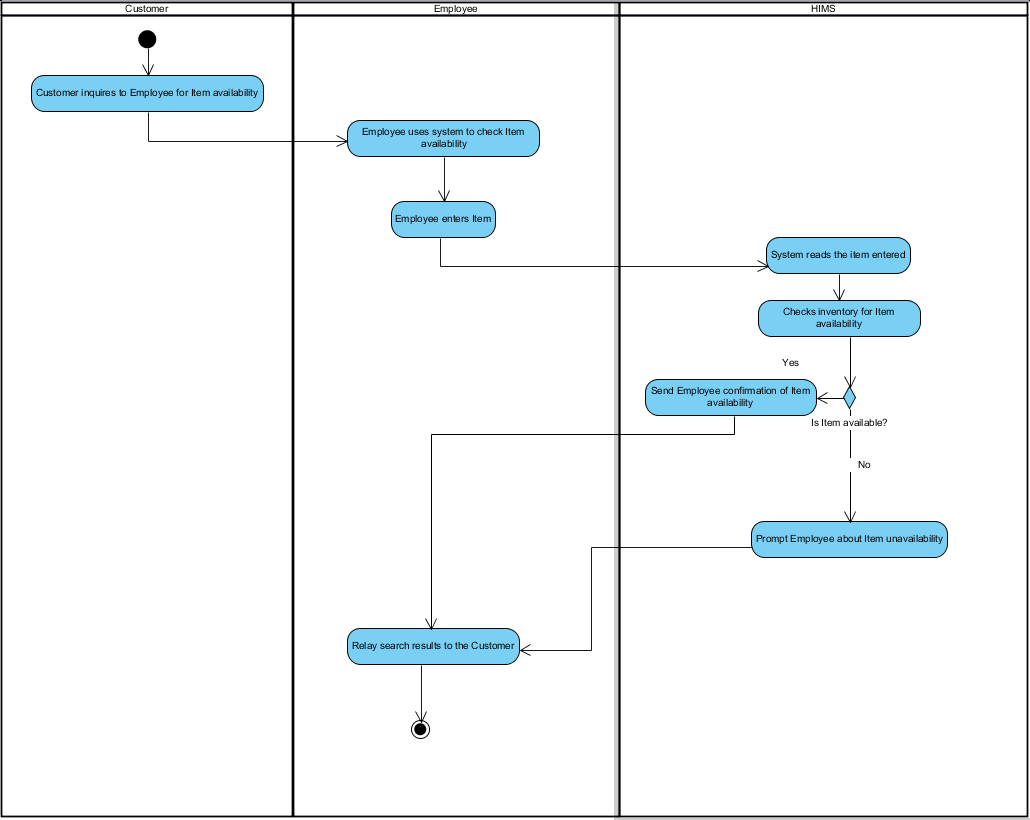 Customer
Employee
HIMS
Customer inquires to Employee for Item availability
Employee uses system to check Item
availability
Employee enters Item
System reads the item entered
Checks inventory for Item
availability
Yes
Send Employee confirmation of Item
availability
Is Item available?
No
Prompt Employee about Item unavailability
Relay search results to the Customer